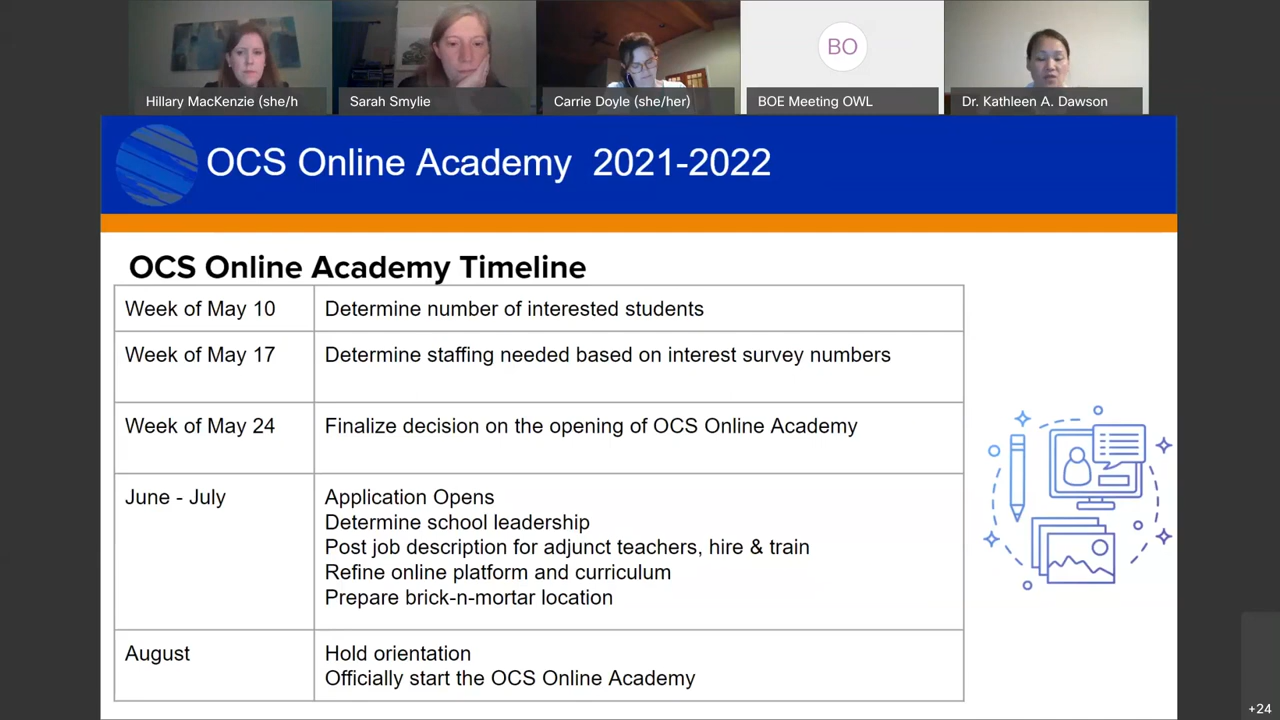 Hillary MacKenzie (she/h
Sarah Smylie
Carrie Doyle (she/her)
BO
BOE Meeting OWL
Dr. Kathleen A. Dawson
OCS Online Academy 2021-2022
OCS Online Academy Timeline
Week of May 10 Determine number of interested students
Week of May 17 Determine staffing needed based on interest survey numbers
Week of May 24 Finalize decision on the opening of OCS Online Academy
June - July Application Opens
Determine school leadership
Post job description for adjunct teachers, hire & train
Refine online platform and curriculum
Prepare brick-n-mortar location
August Hold orientation
Officially start the OCS Online Academy
+24